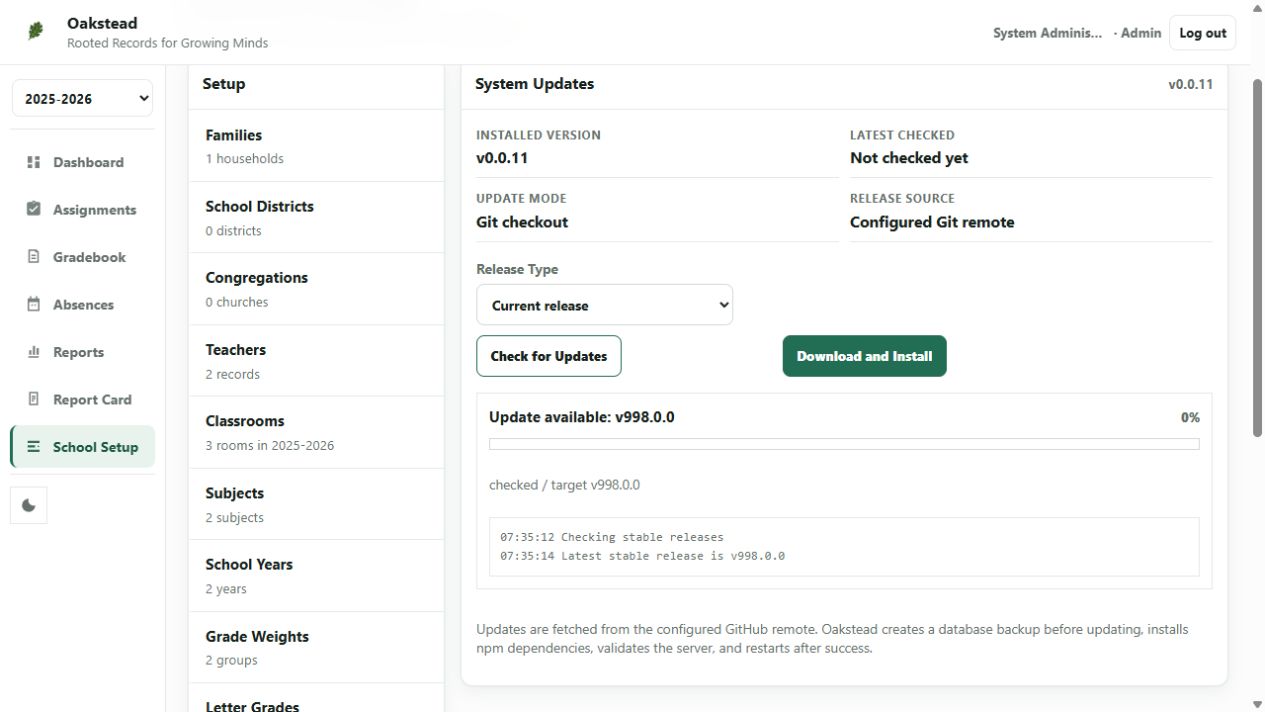 Oakstead
Rooted Records for Growing Minds
System Adminis... · Admin
Log out
2025-2026
Dashboard
Assignments
Gradebook
Absences
Reports
Report Card
School Setup
Setup
Families
1 households
School Districts
0 districts
Congregations
0 churches
Teachers
2 records
Classrooms
3 rooms in 2025-2026
Subjects
2 subjects
School Years
2 years
Grade Weights
2 groups
Letter Grades
System Updates
v0.0.11
INSTALLED VERSION
v0.0.11
LATEST CHECKED
Not checked yet
UPDATE MODE
Git checkout
RELEASE SOURCE
Configured Git remote
Release Type
Current release
Check for Updates
Download and Install
Update available: v998.0.0
0%
checked / target v998.0.0
07:35:12 Checking stable releases
07:35:14 Latest stable release is v998.0.0
Updates are fetched from the configured GitHub remote. Oakstead creates a database backup before updating, installs
npm dependencies, validates the server, and restarts after success.